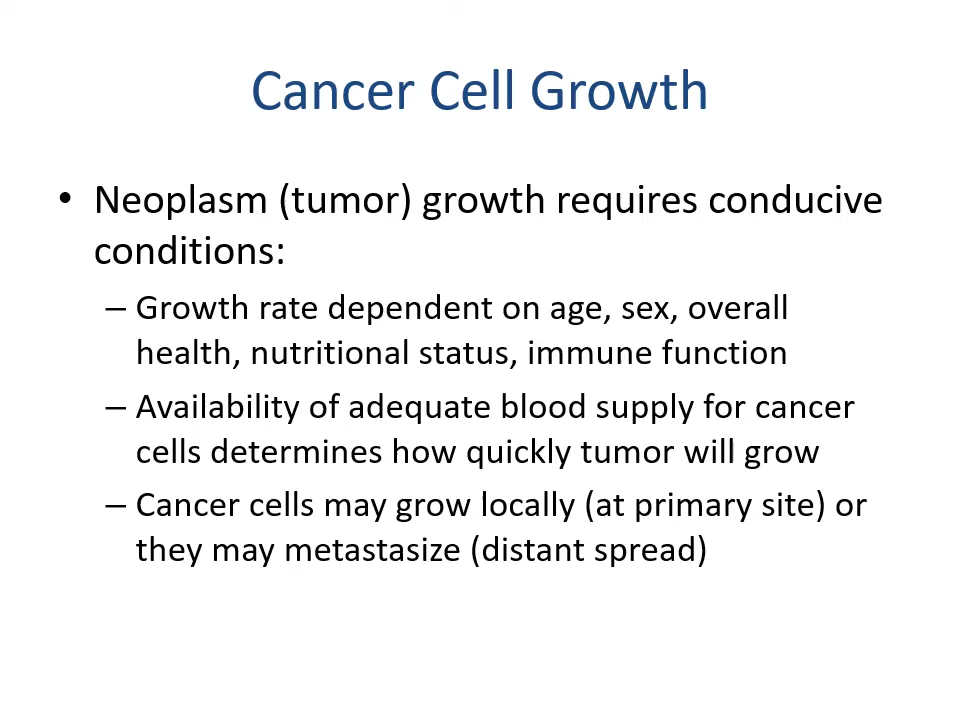 Cancer Cell Growth
• Neoplasm (tumor) growth requires conducive
conditions:
– Growth rate dependent on age, sex, overall
health, nutritional status, immune function
– Availability of adequate blood supply for cancer
cells determines how quickly tumor will grow
– Cancer cells may grow locally (at primary site) or
they may metastasize (distant spread)